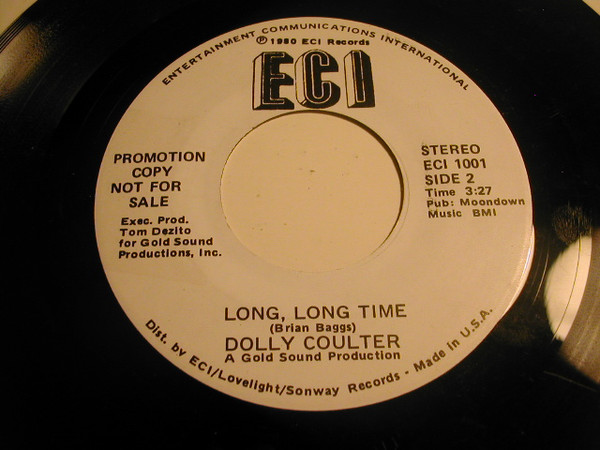 ENTERTAINMENT COMMUNICATIONS INTERNATIONAL
℗ 1980 ECI Records
ECI
PROMOTION
COPY
NOT FOR
SALE
Exec. Prod.
Tom Dezito
for Gold Sound
Productions, Inc.
STEREO
ECI 1001
SIDE 2
Time 3:27
Pub: Moondown
Music BMI
LONG, LONG TIME
(Brian Baggs)
DOLLY COULTER
A Gold Sound Production
Dist. by ECI/Lovelight/Sonway Records - Made in U.S.A.